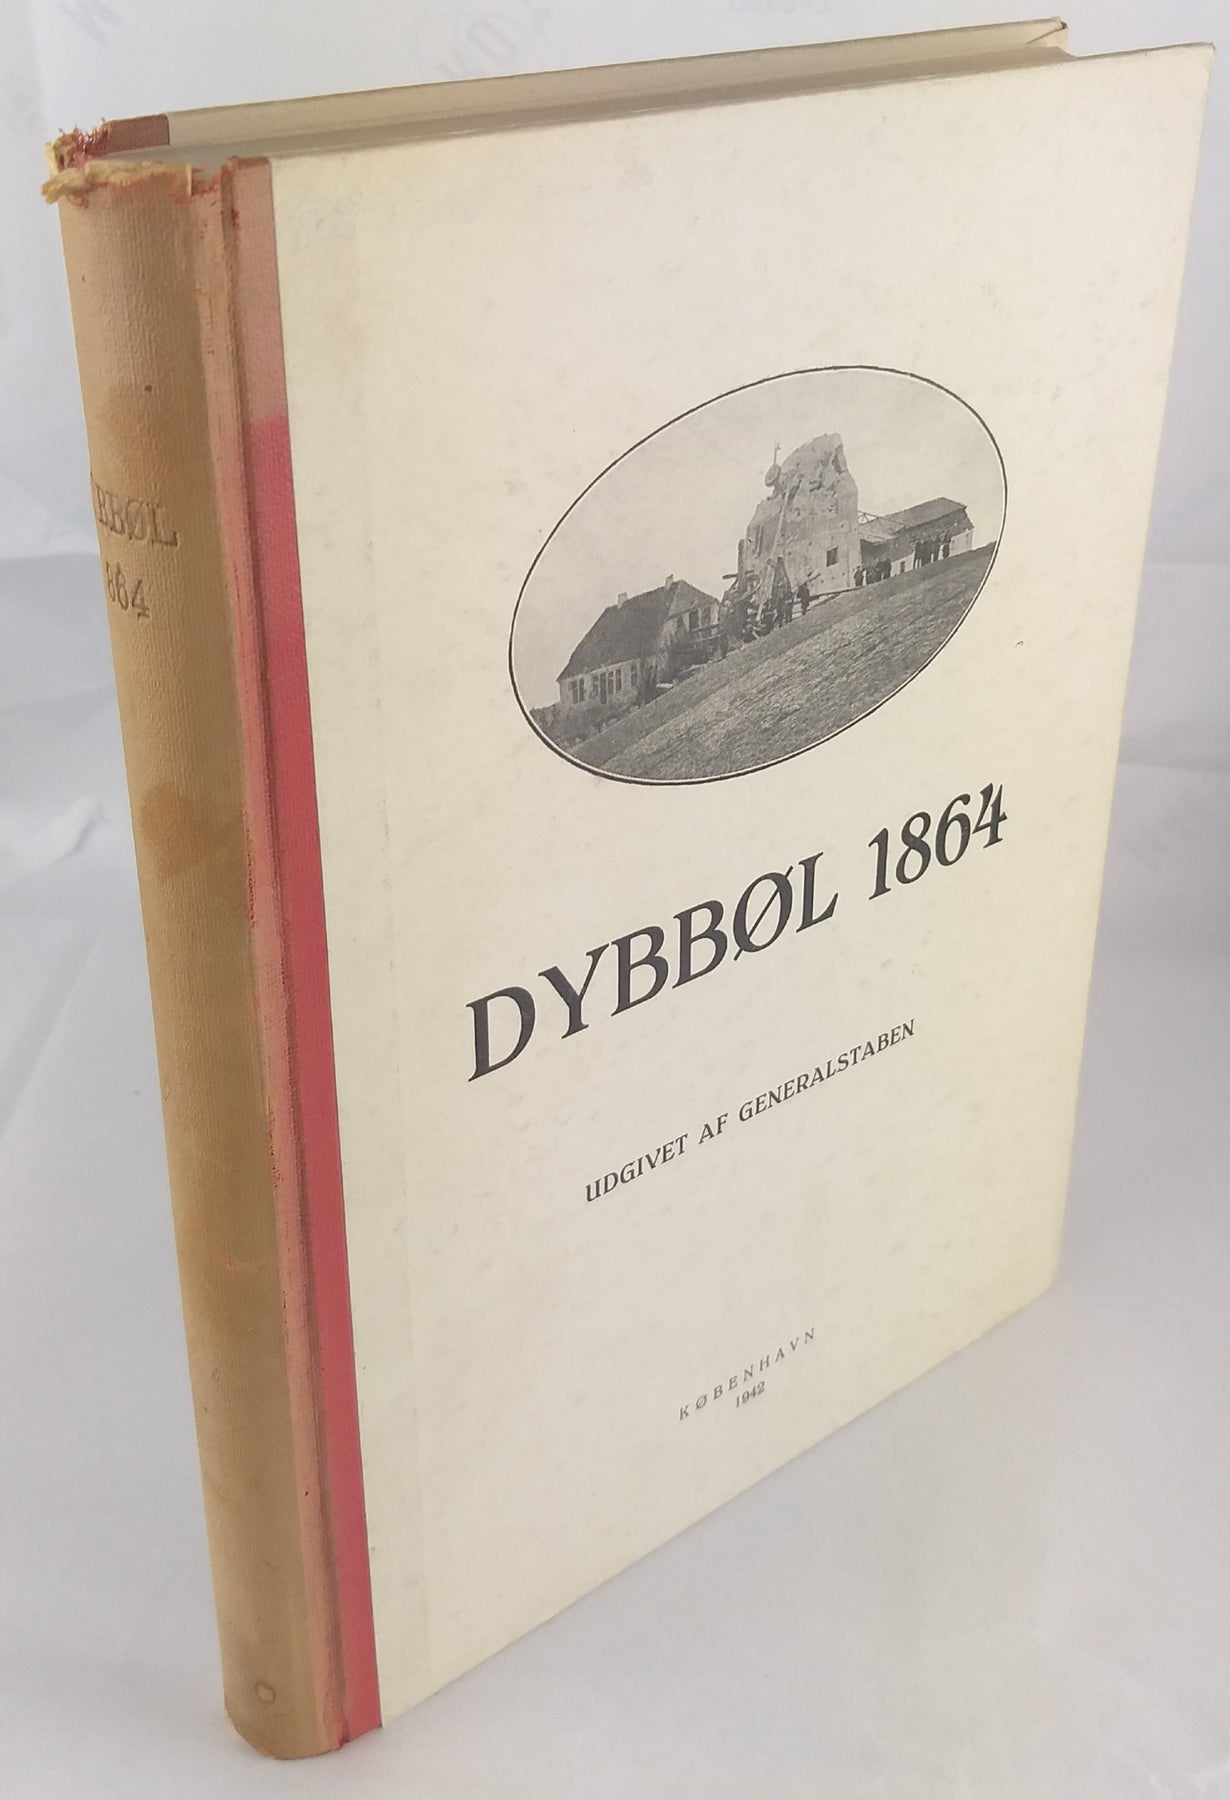 DYBBØL 1864
UDGIVET AF GENERALSTABEN
KØBENHAVN
1942